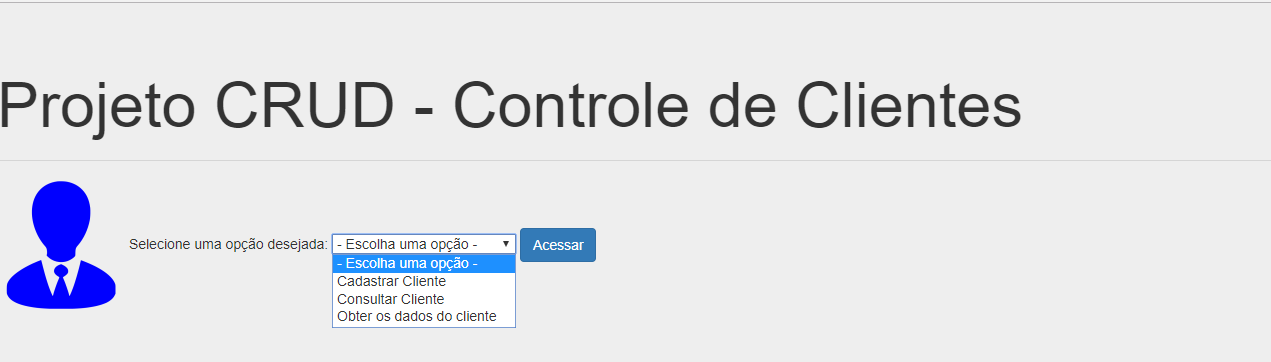 Projeto CRUD - Controle de Clientes
Selecione uma opção desejada: - Escolha uma opção - Acessar
- Escolha uma opção -
Cadastrar Cliente
Consultar Cliente
Obter os dados do cliente